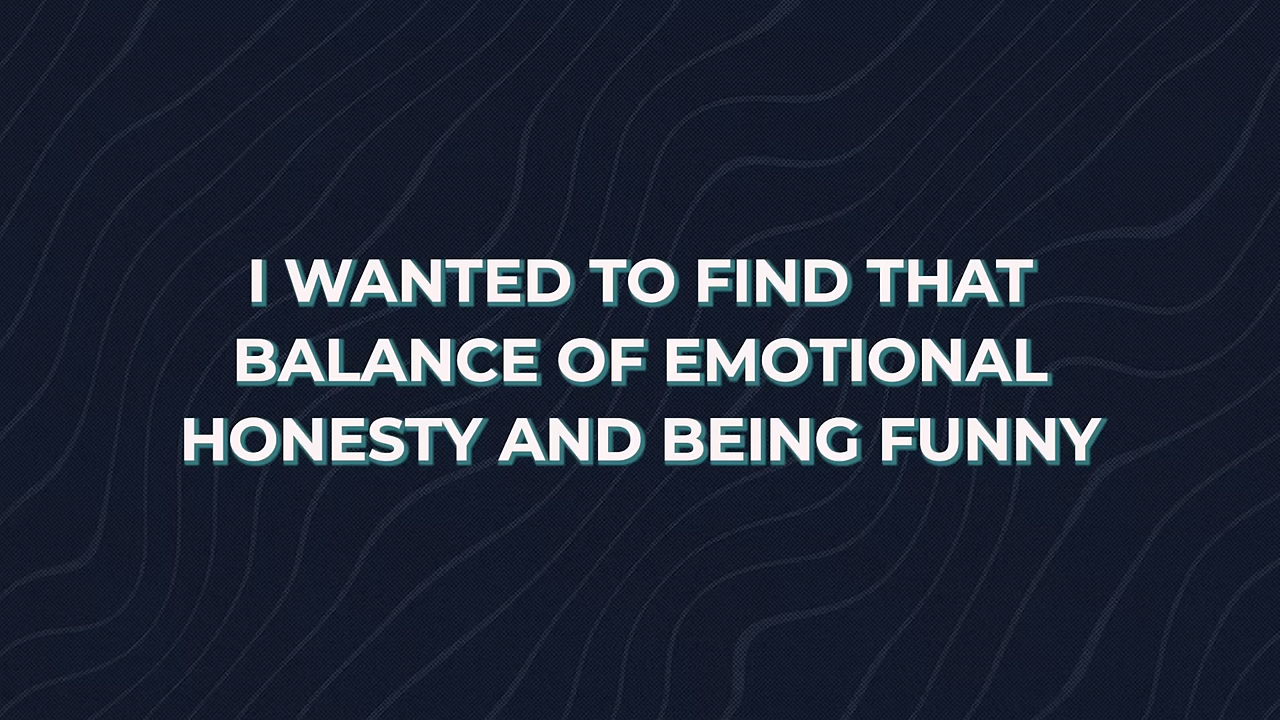 I WANTED TO FIND THAT
BALANCE OF EMOTIONAL
HONESTY AND BEING FUNNY